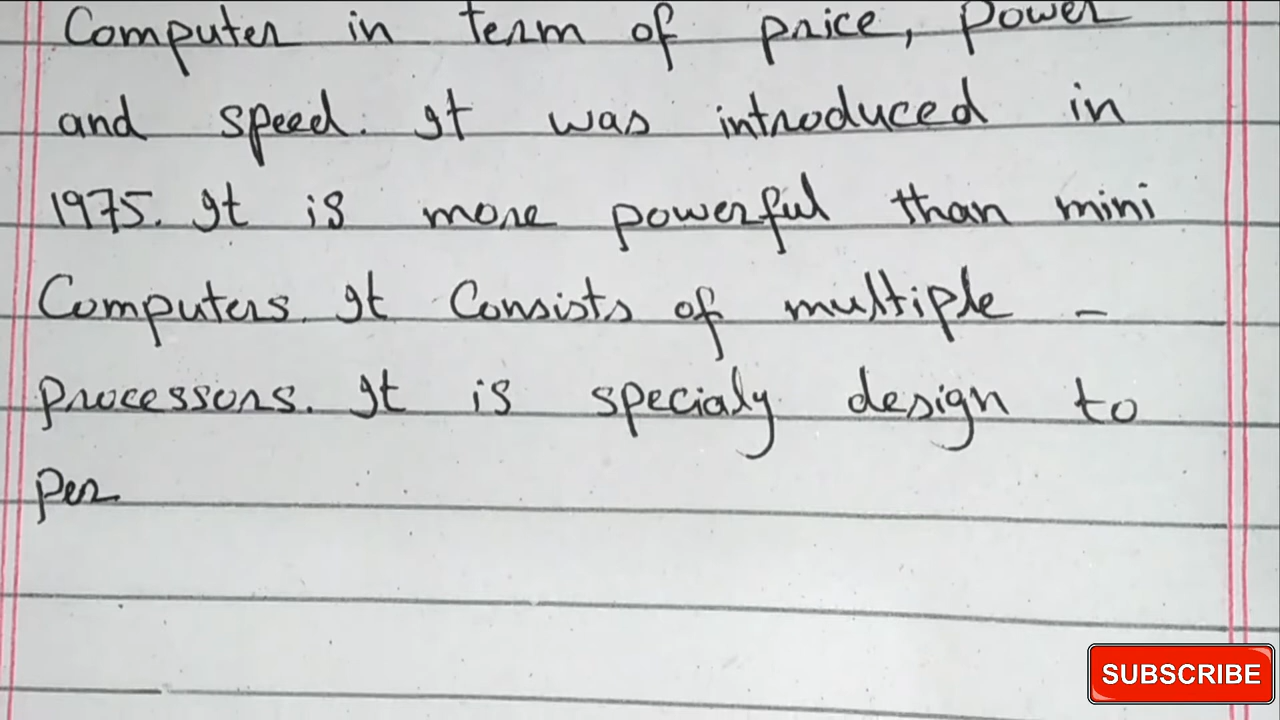 Computer in term of price, power
and speed. It was introduced in
1975. It is more powerful than mini
Computers. It Consists of multiple -
processors. It is specialy design to
per
SUBSCRIBE